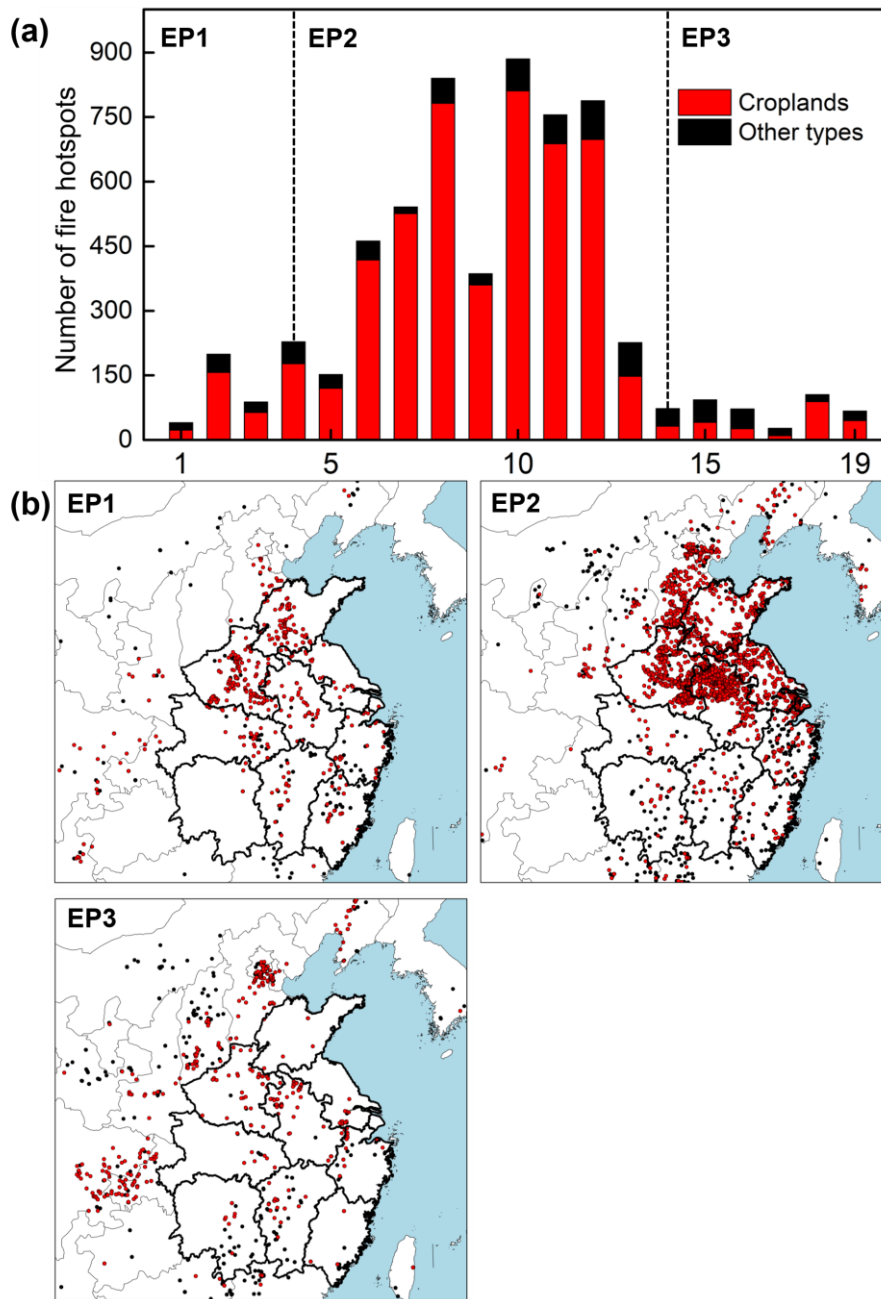 (a)
EP1 EP2 EP3
Croplands
Other types
Number of fire hotspots
900
750
600
450
300
150
0
1 5 10 15 19
(b)
EP1
EP2
EP3